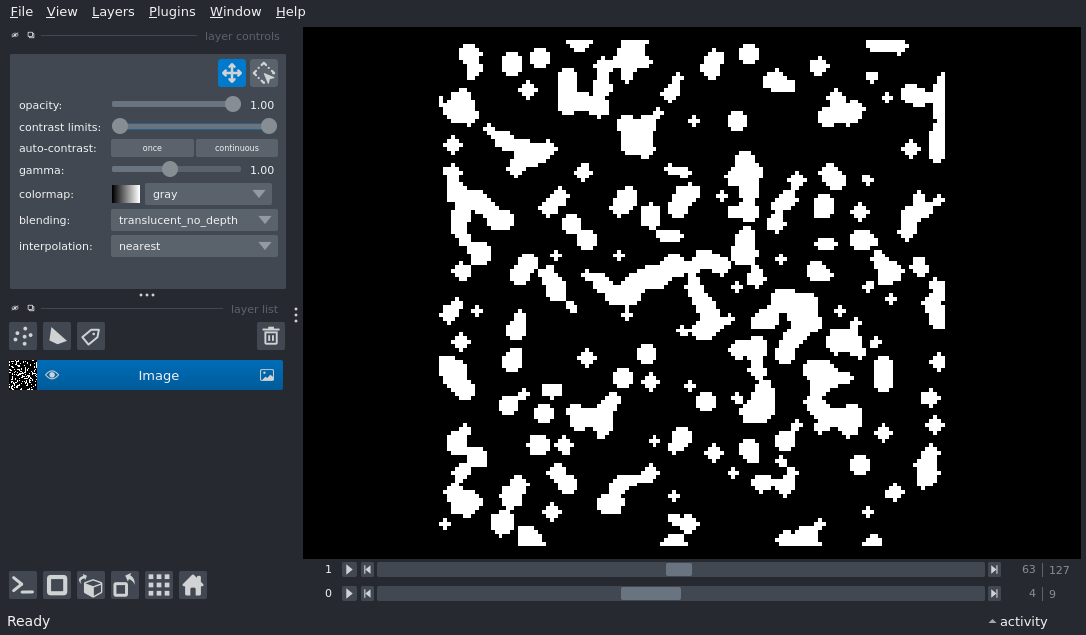 File View Layers Plugins Window Help
layer controls
opacity: 1.00
contrast limits:
auto-contrast: once continuous
gamma: 1.00
colormap: gray
blending: translucent_no_depth
interpolation: nearest
layer list
Image
1 63 127
0 4 9
Ready activity